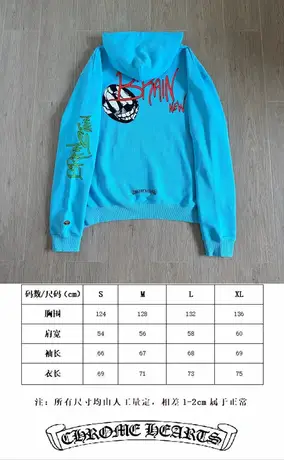 BRAIN
NEW
码数/尺码(cm) S M L XL
胸围 124 128 132 136
肩宽 54 56 58 60
袖长 66 67 68 69
衣长 69 71 73 75
注：所有尺寸均由人工量定，相差1-2cm属于正常
CHROME HEARTS